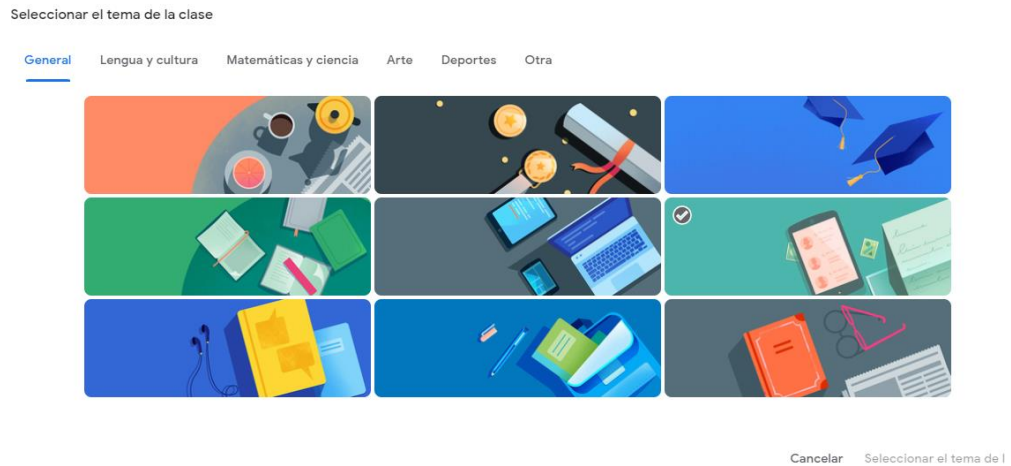 Seleccionar el tema de la clase
General Lengua y cultura Matemáticas y ciencia Arte Deportes Otra
Cancelar Seleccionar el tema de l